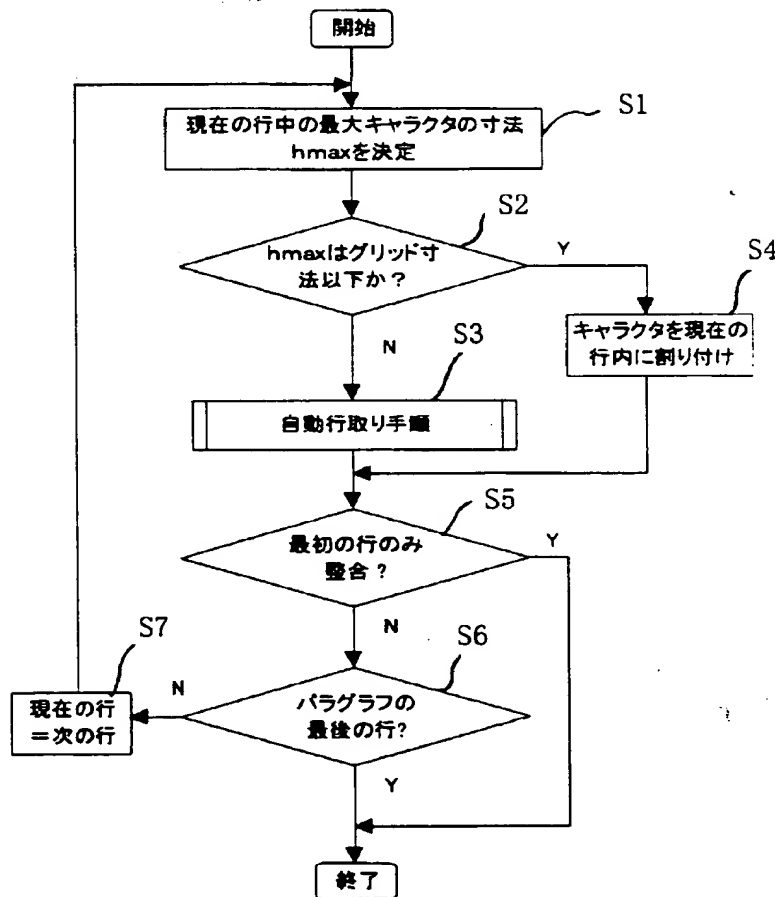 開始
S1
現在の行中の最大キャラクタの寸法
hmaxを決定
S2
hmaxはグリッド寸
法以下か？
Y
S4
キャラクタを現在の
行内に割り付け
N
S3
自動行取り手順
S5
最初の行のみ
整合？
Y
N
S6
S7
現在の行
＝次の行
N
パラグラフの
最後の行?
Y
終了